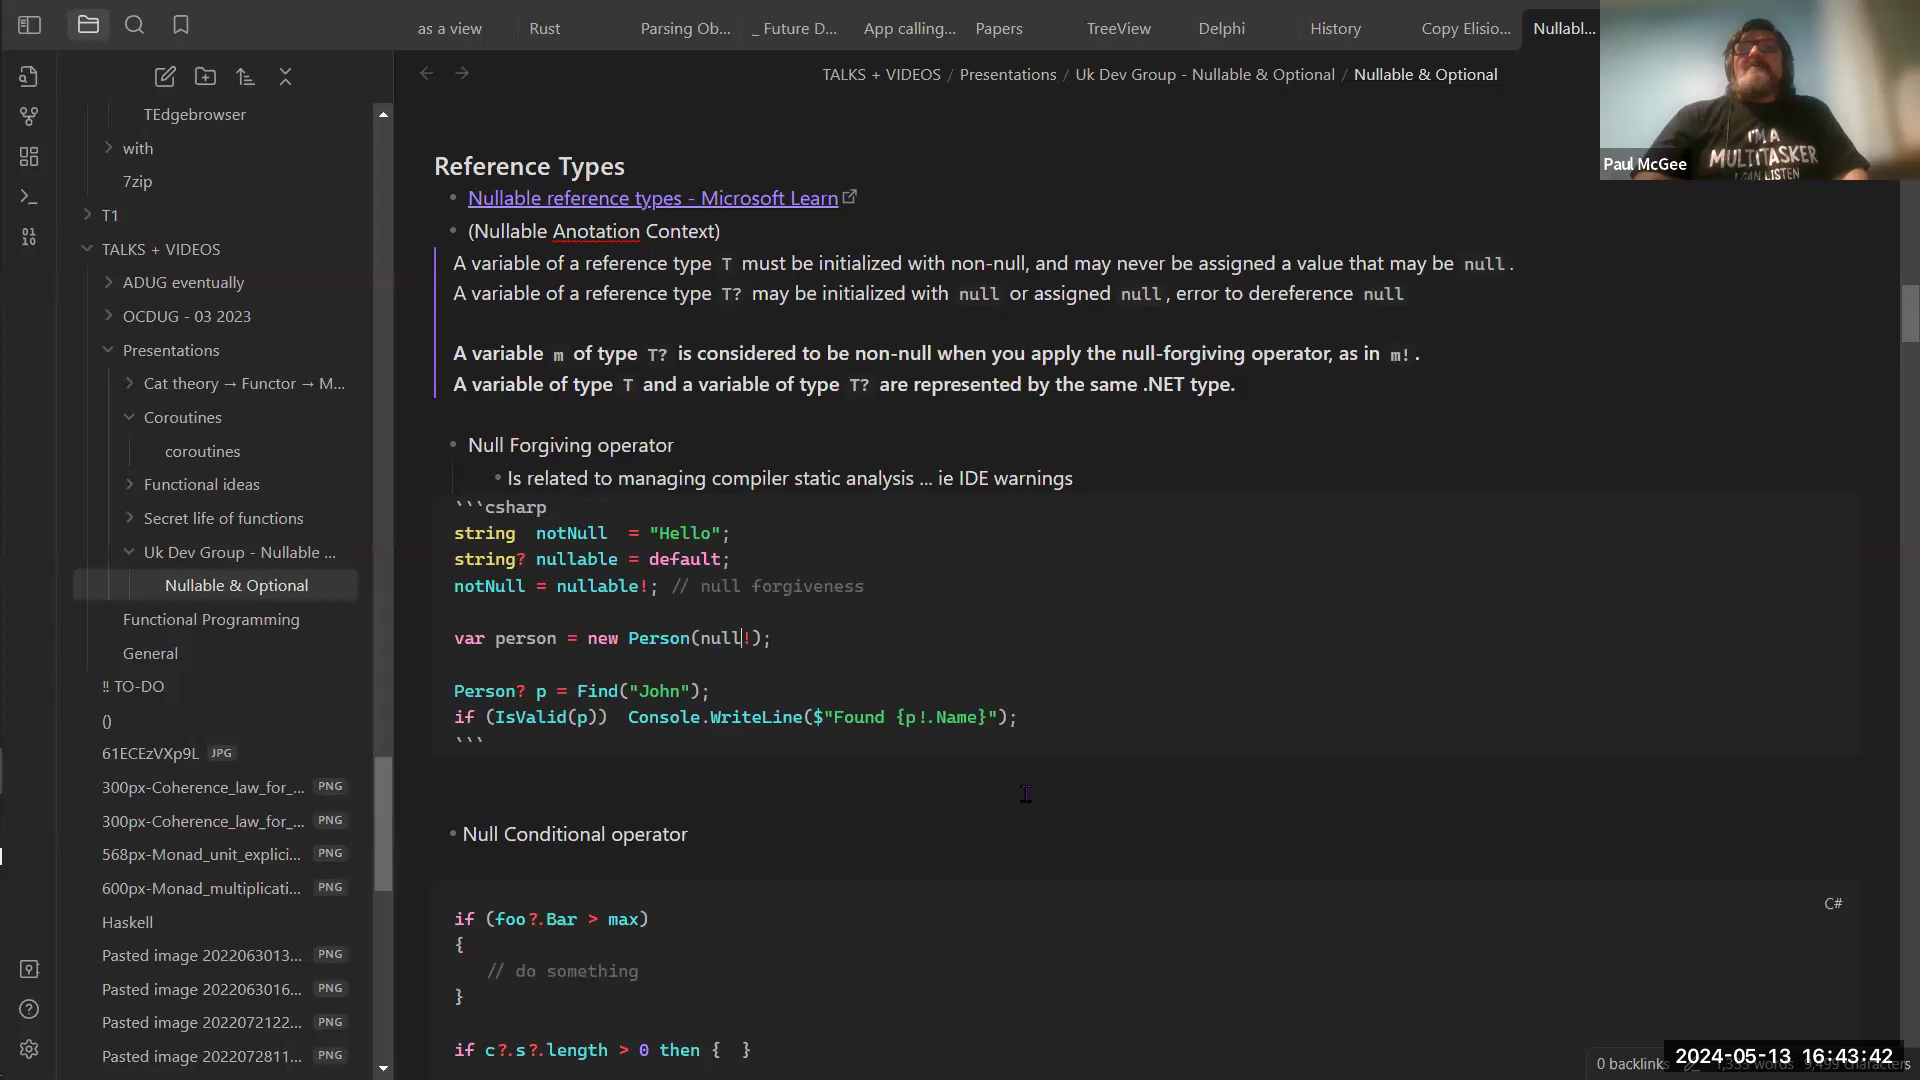 as a view
Rust
Parsing Ob...
_ Future D...
App calling...
Papers
TreeView
Delphi
History
Copy Elisio...
Nullabl...
TALKS + VIDEOS / Presentations / Uk Dev Group - Nullable & Optional / Nullable & Optional
I'M A
MULTITASKER
I CAN LISTEN
Paul McGee
TEdgebrowser
with
7zip
T1
TALKS + VIDEOS
ADUG eventually
OCDUG - 03 2023
Presentations
Cat theory → Functor → M...
Coroutines
coroutines
Functional ideas
Secret life of functions
Uk Dev Group - Nullable ...
Nullable & Optional
Functional Programming
General
!! TO-DO
()
61ECEzVXp9L JPG
300px-Coherence_law_for_... PNG
300px-Coherence_law_for_... PNG
568px-Monad_unit_explici... PNG
600px-Monad_multiplicati... PNG
Haskell
Pasted image 2022063013... PNG
Pasted image 2022063016... PNG
Pasted image 2022072122... PNG
Pasted image 2022072811... PNG
Reference Types
Nullable reference types - Microsoft Learn
(Nullable Anotation Context)
A variable of a reference type T must be initialized with non-null, and may never be assigned a value that may be null.
A variable of a reference type T? may be initialized with null or assigned null, error to dereference null
A variable m of type T? is considered to be non-null when you apply the null-forgiving operator, as in m!.
A variable of type T and a variable of type T? are represented by the same .NET type.
Null Forgiving operator
Is related to managing compiler static analysis ... ie IDE warnings
```csharp
string  notNull  = "Hello";
string? nullable = default;
notNull = nullable!; // null forgiveness
var person = new Person(null!);
Person? p = Find("John");
if (IsValid(p))  Console.WriteLine($"Found {p!.Name}");
```
Null Conditional operator
C#
if (foo?.Bar > max)
{
// do something
}
if c?.s?.length > 0 then {  }
0 backlinks
2024-05-13 16:43:42